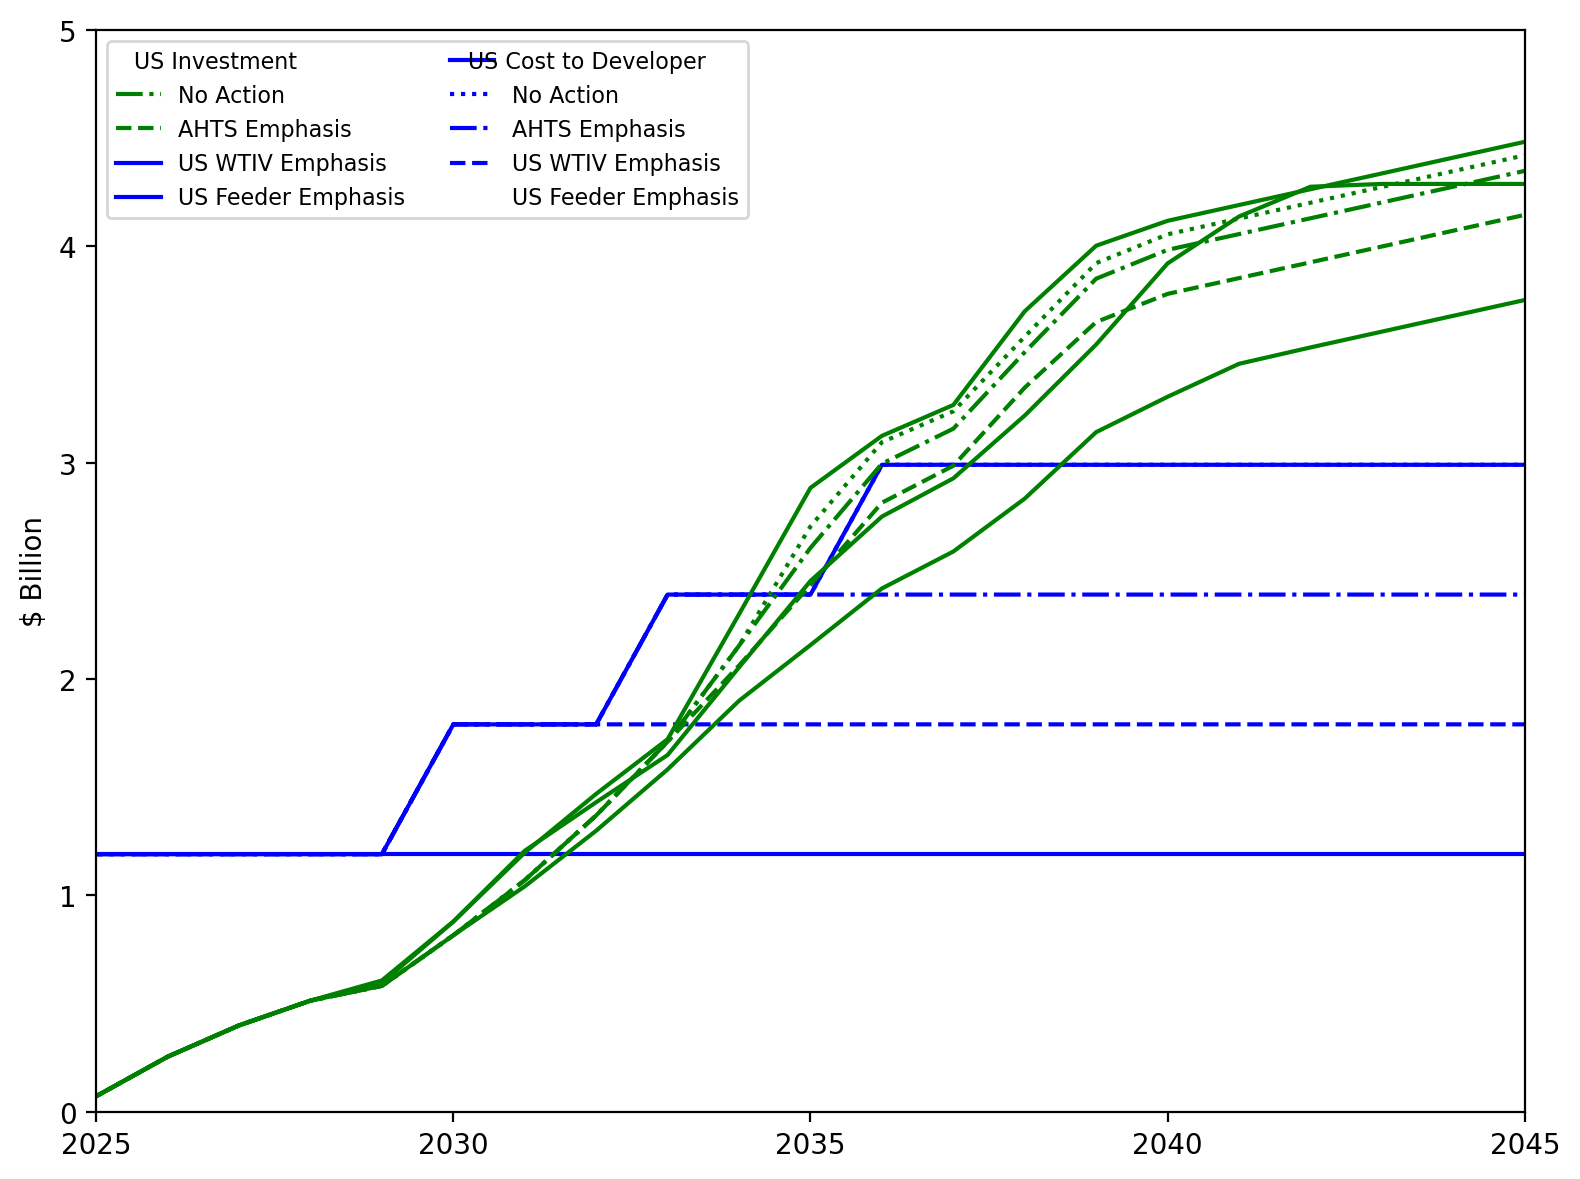 5
US Investment
No Action
AHTS Emphasis
US WTIV Emphasis
US Feeder Emphasis
US Cost to Developer
No Action
AHTS Emphasis
US WTIV Emphasis
US Feeder Emphasis
4
3
2
1
0
$ Billion
2025 2030 2035 2040 2045